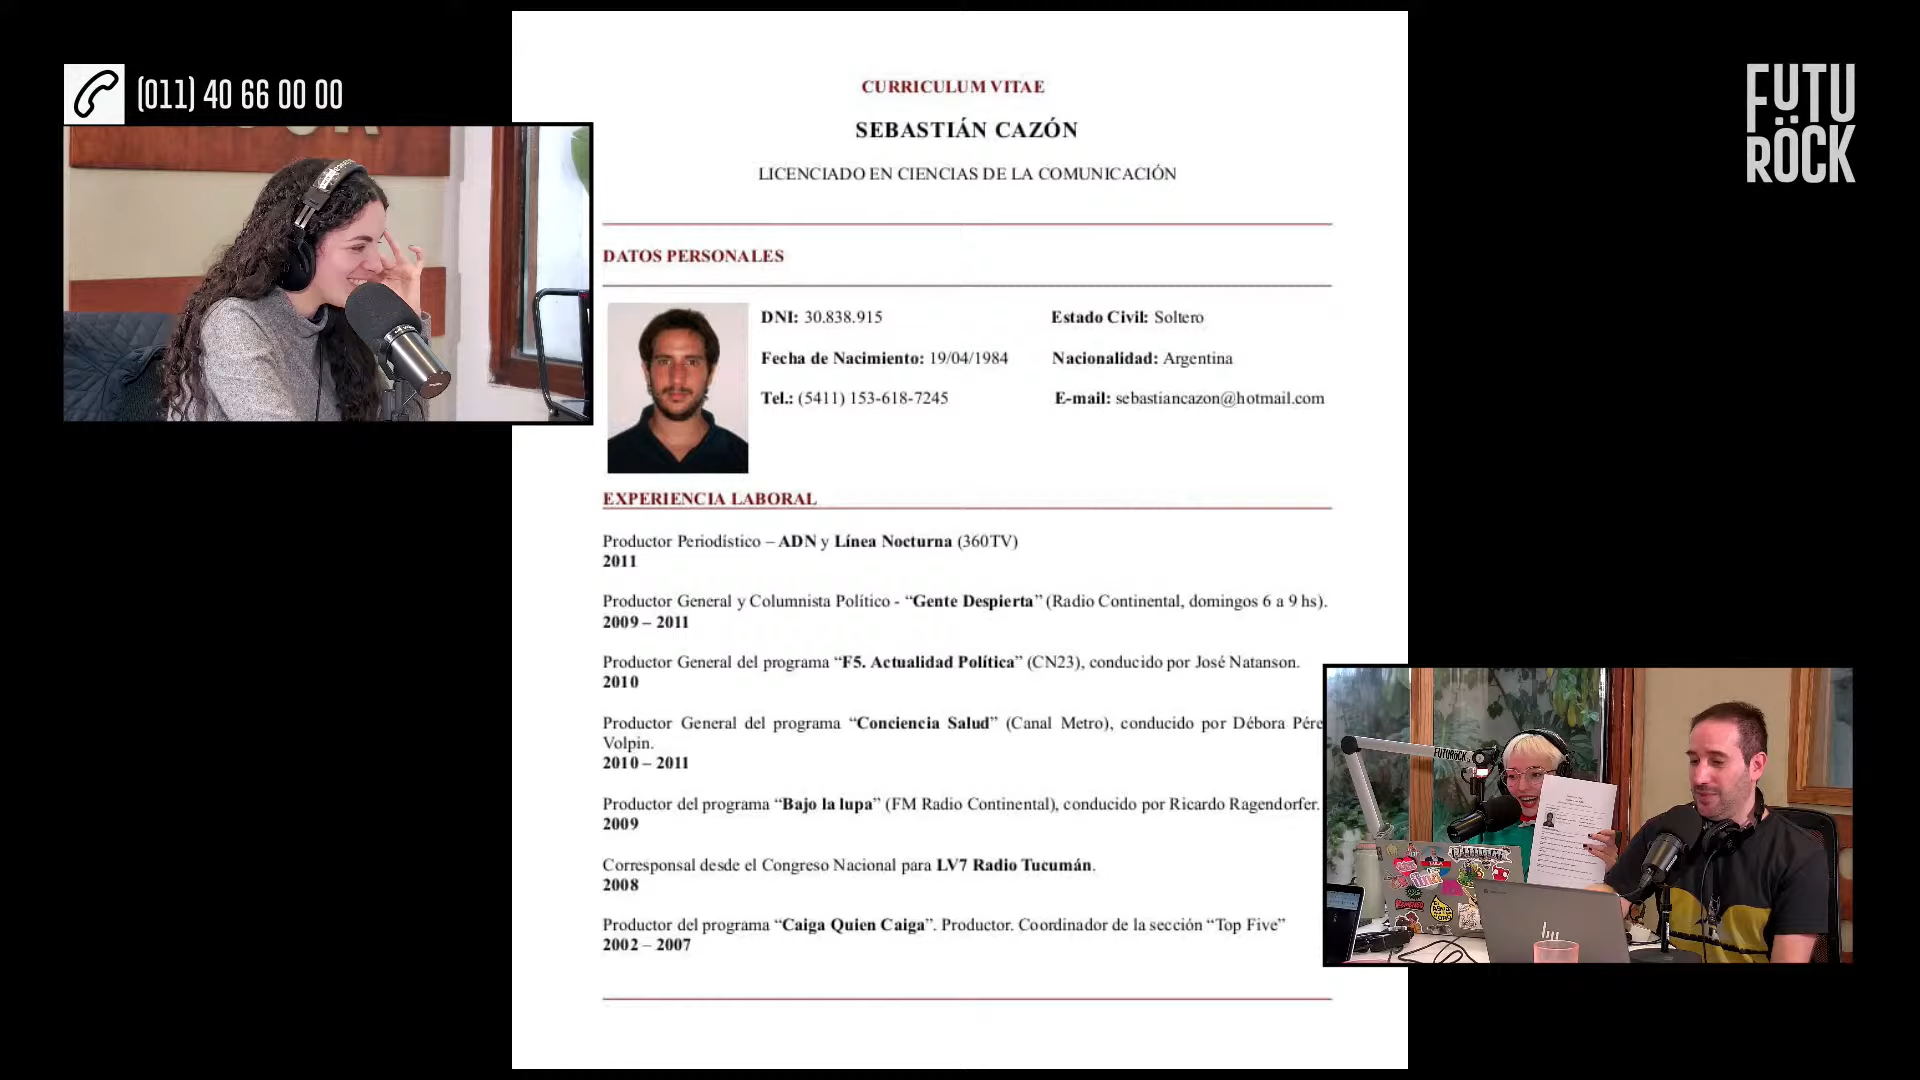 (011) 40 66 00 00
FUTU
RÖCK
CURRICULUM VITAE
SEBASTIÁN CAZÓN
LICENCIADO EN CIENCIAS DE LA COMUNICACIÓN
DATOS PERSONALES
DNI: 30.838.915
Estado Civil: Soltero
Fecha de Nacimiento: 19/04/1984
Nacionalidad: Argentina
Tel.: (5411) 153-618-7245
E-mail: sebastiancazon@hotmail.com
EXPERIENCIA LABORAL
Productor Periodístico – ADN y Línea Nocturna (360TV)
2011
Productor General y Columnista Político - “Gente Despierta” (Radio Continental, domingos 6 a 9 hs).
2009 – 2011
Productor General del programa “F5. Actualidad Política” (CN23), conducido por José Natanson.
2010
Productor General del programa “Conciencia Salud” (Canal Metro), conducido por Débora Pére
Volpin.
2010 – 2011
Productor del programa “Bajo la lupa” (FM Radio Continental), conducido por Ricardo Ragendorfer.
2009
Corresponsal desde el Congreso Nacional para LV7 Radio Tucumán.
2008
Productor del programa “Caiga Quien Caiga”. Productor. Coordinador de la sección “Top Five”
2002 – 2007
FUTURÖCK
hp